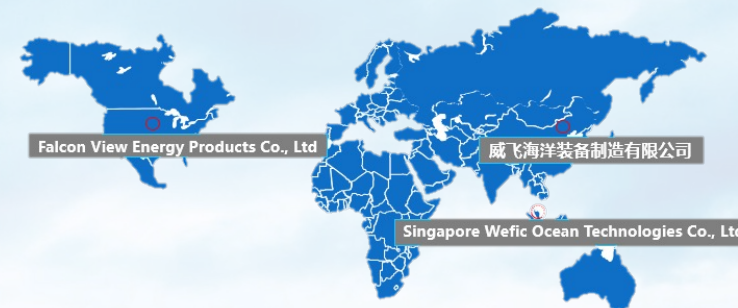 Falcon View Energy Products Co., Ltd
威飞海洋装备制造有限公司
Singapore Wefic Ocean Technologies Co., Ltd